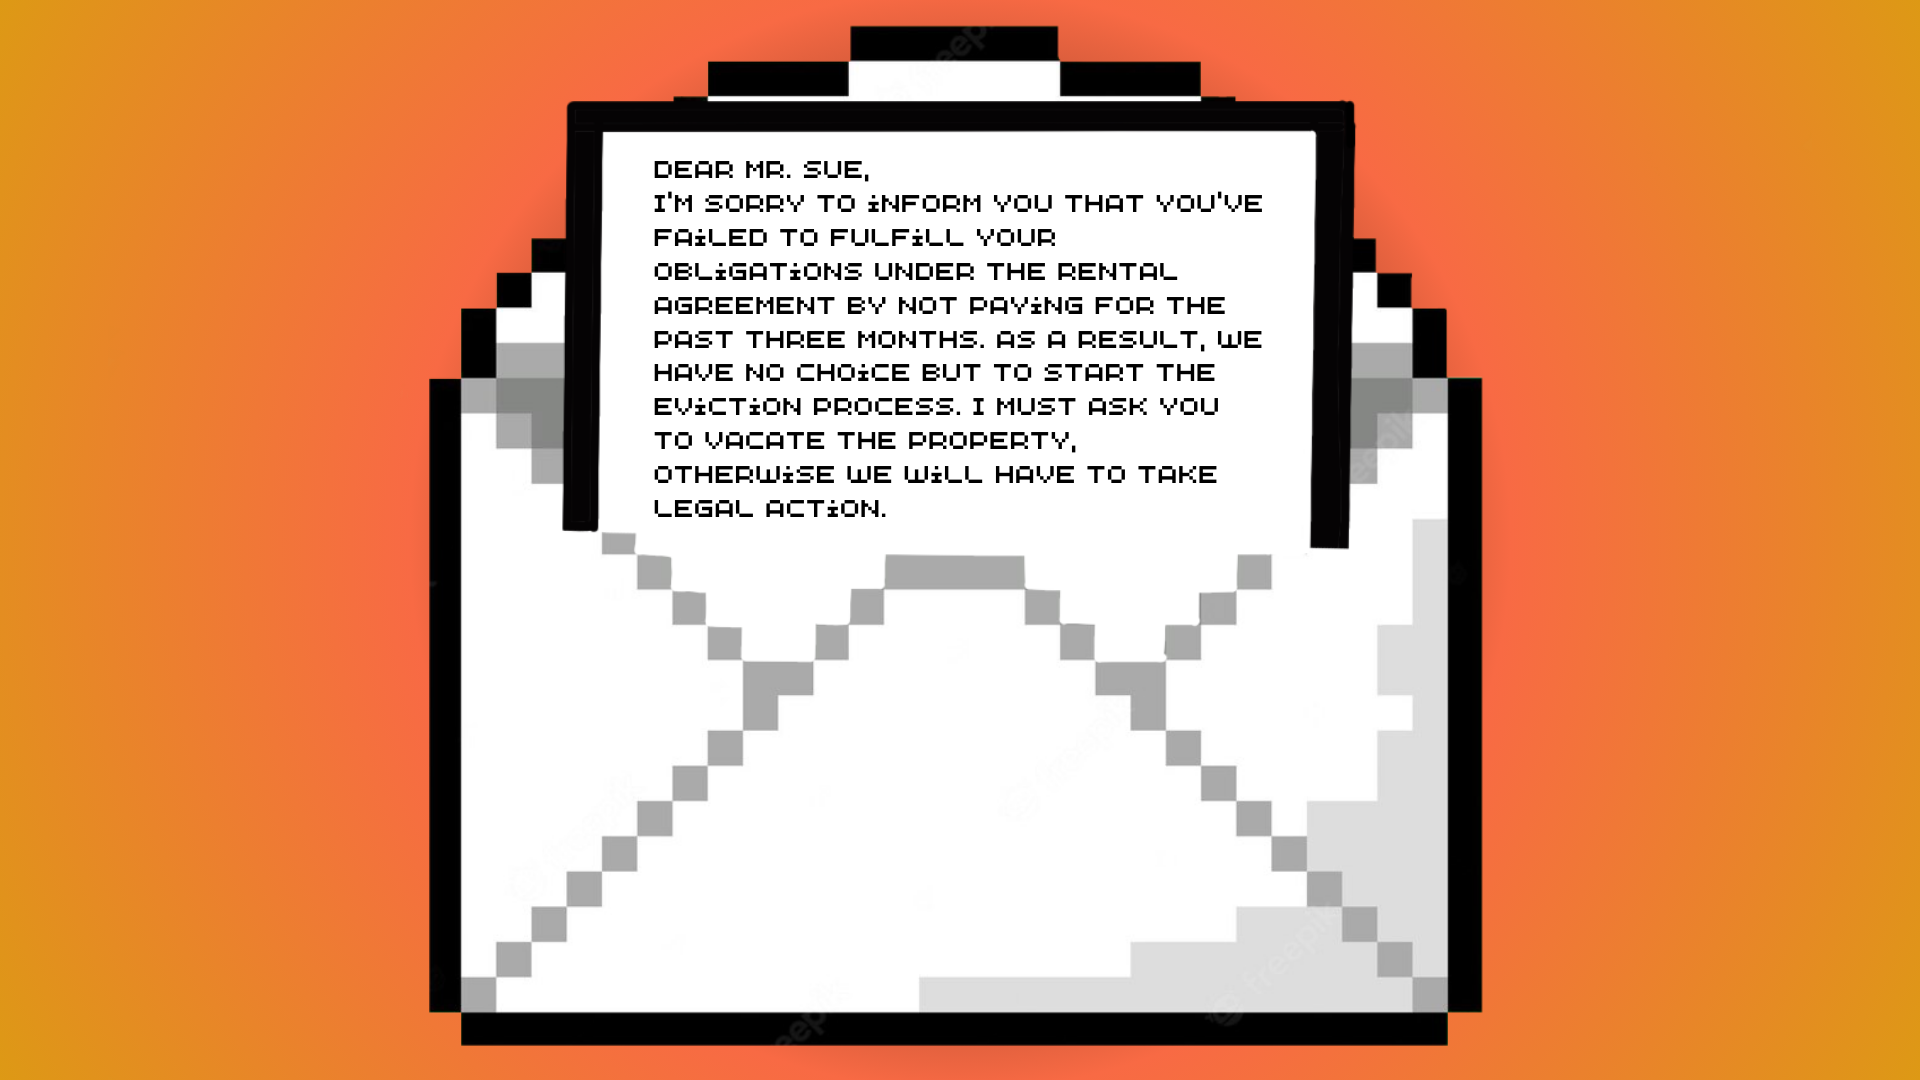 DEAR MR. SUE,
I'M SORRY TO iNFORM YOU THAT YOU'VE
FAiLED TO FULFiLL YOUR
OBLiGATiONS UNDER THE RENTAL
AGREEMENT BY NOT PAYiNG FOR THE
PAST THREE MONTHS. AS A RESULT, WE
HAVE NO CHOiCE BUT TO START THE
EViCTiON PROCESS. I MUST ASK YOU
TO VACATE THE PROPERTY,
OTHERWiSE WE WiLL HAVE TO TAKE
LEGAL ACTiON.
freepik